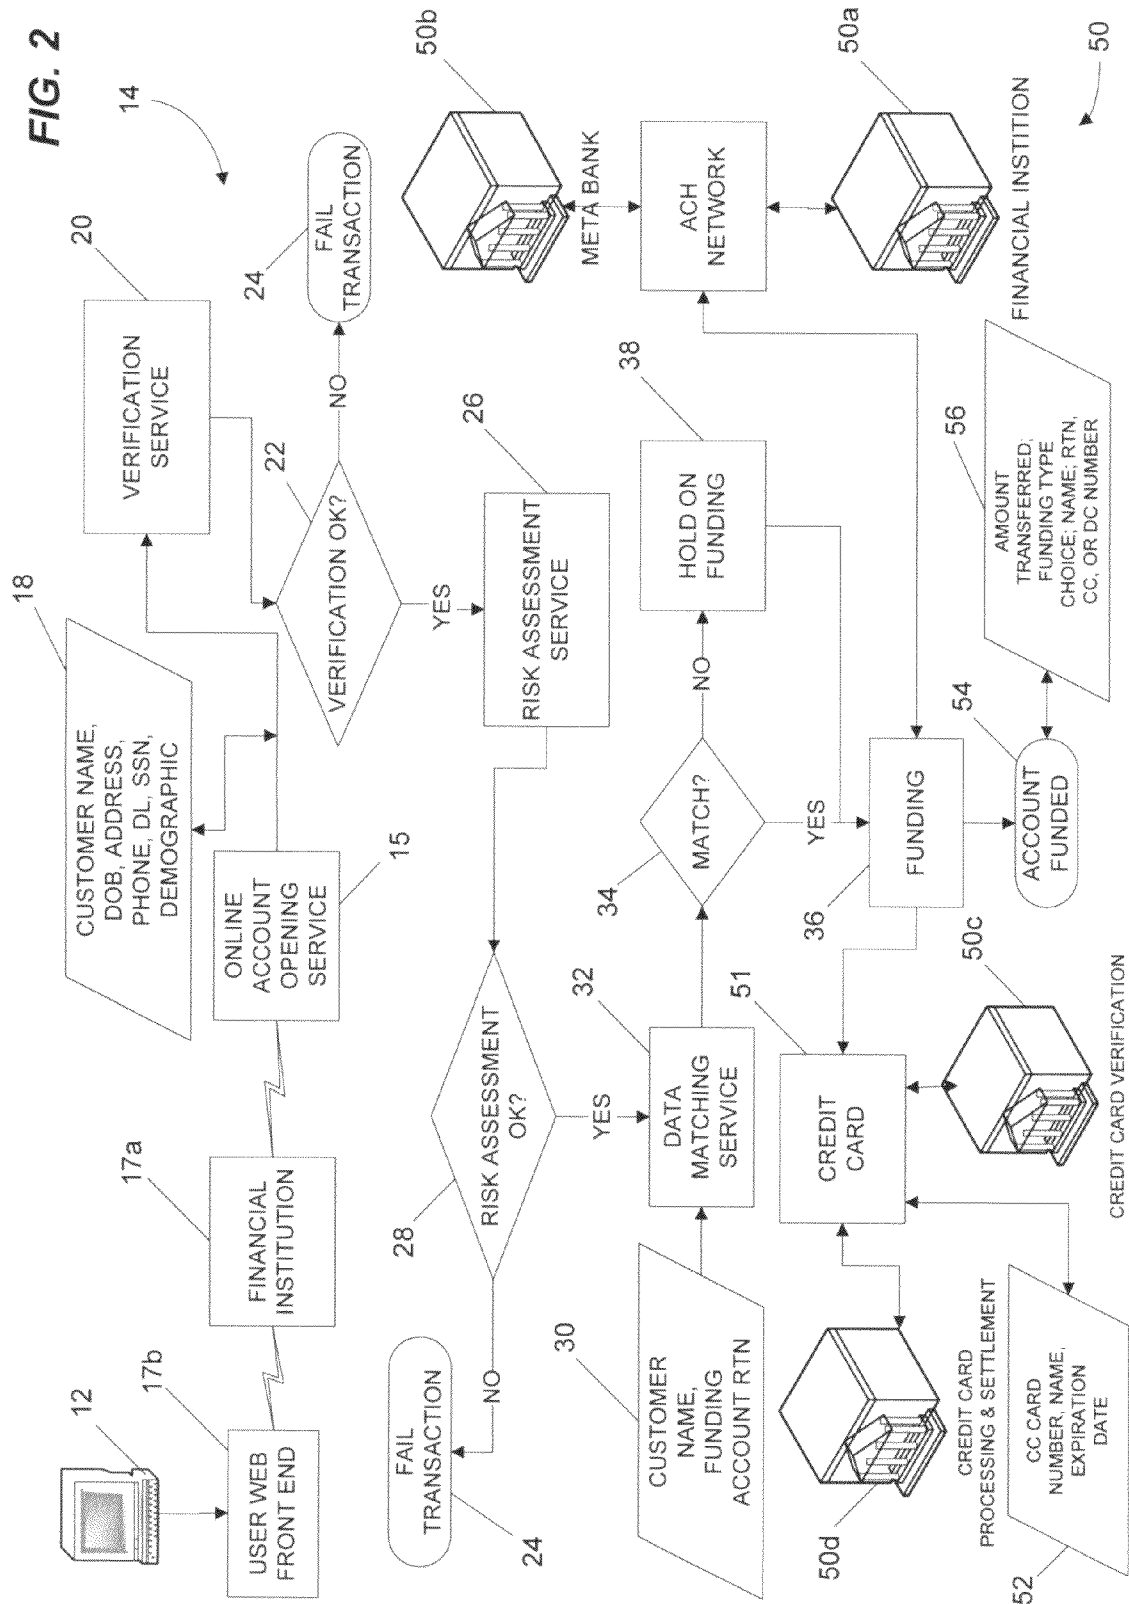 FIG. 2
14
12
17b
USER WEB
FRONT END
17a
FINANCIAL
INSTITUTION
15
ONLINE
ACCOUNT
OPENING
SERVICE
18
CUSTOMER NAME,
DOB, ADDRESS,
PHONE, DL, SSN,
DEMOGRAPHIC
20
VERIFICATION
SERVICE
22
VERIFICATION OK?
NO
24
FAIL
TRANSACTION
YES
26
RISK ASSESSMENT
SERVICE
28
RISK ASSESSMENT
OK?
NO
24
FAIL
TRANSACTION
YES
30
CUSTOMER
NAME,
FUNDING
ACCOUNT RTN
32
DATA
MATCHING
SERVICE
34
MATCH?
NO
38
HOLD ON
FUNDING
YES
36
FUNDING
50b
META BANK
ACH
NETWORK
50a
FINANCIAL INSTITION
50
51
CREDIT
CARD
50d
CREDIT CARD
PROCESSING & SETTLEMENT
50c
CREDIT CARD VERIFICATION
52
CC CARD
NUMBER, NAME,
EXPIRATION
DATE
54
ACCOUNT
FUNDED
56
AMOUNT
TRANSFERRED;
FUNDING TYPE
CHOICE; NAME; RTN,
CC, OR DC NUMBER